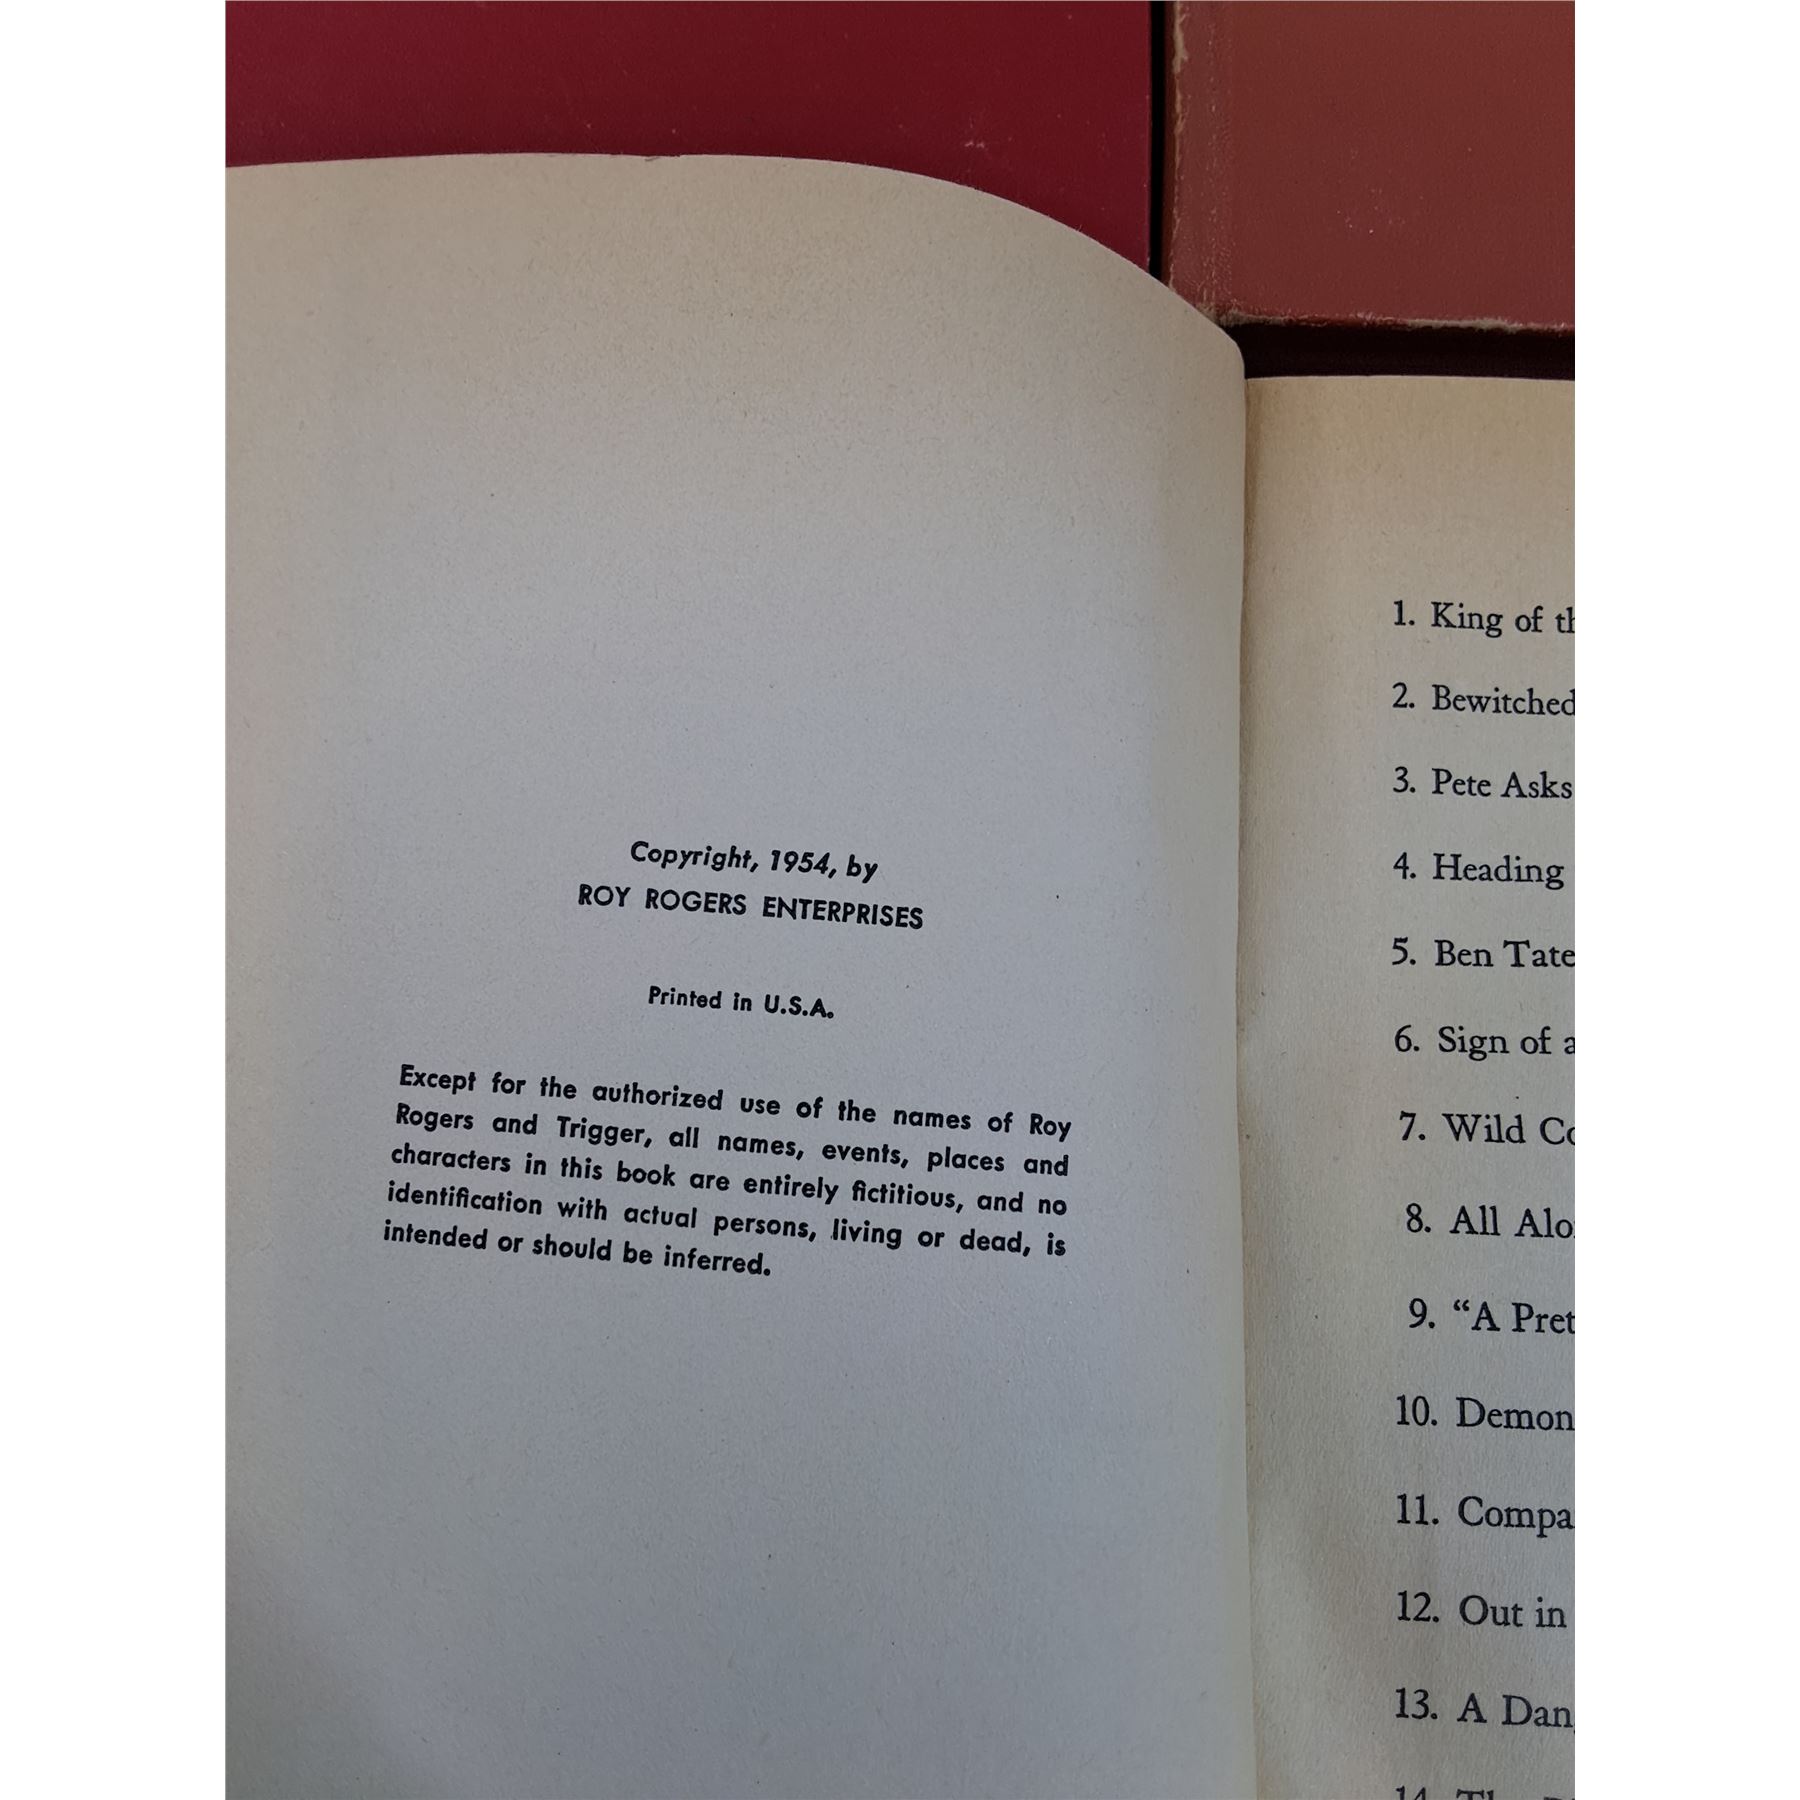 Copyright, 1954, by
ROY ROGERS ENTERPRISES
Printed in U.S.A.
Except for the authorized use of the names of Roy
Rogers and Trigger, all names, events, places and
characters in this book are entirely fictitious, and no
identification with actual persons, living or dead, is
intended or should be inferred.
1. King of
2. Bewitched
3. Pete Asks
4. Heading
5. Ben Tate
6. Sign of a
7. Wild
8. All
9. "A
10. Demon
11.
12. Out in
13. A
14.